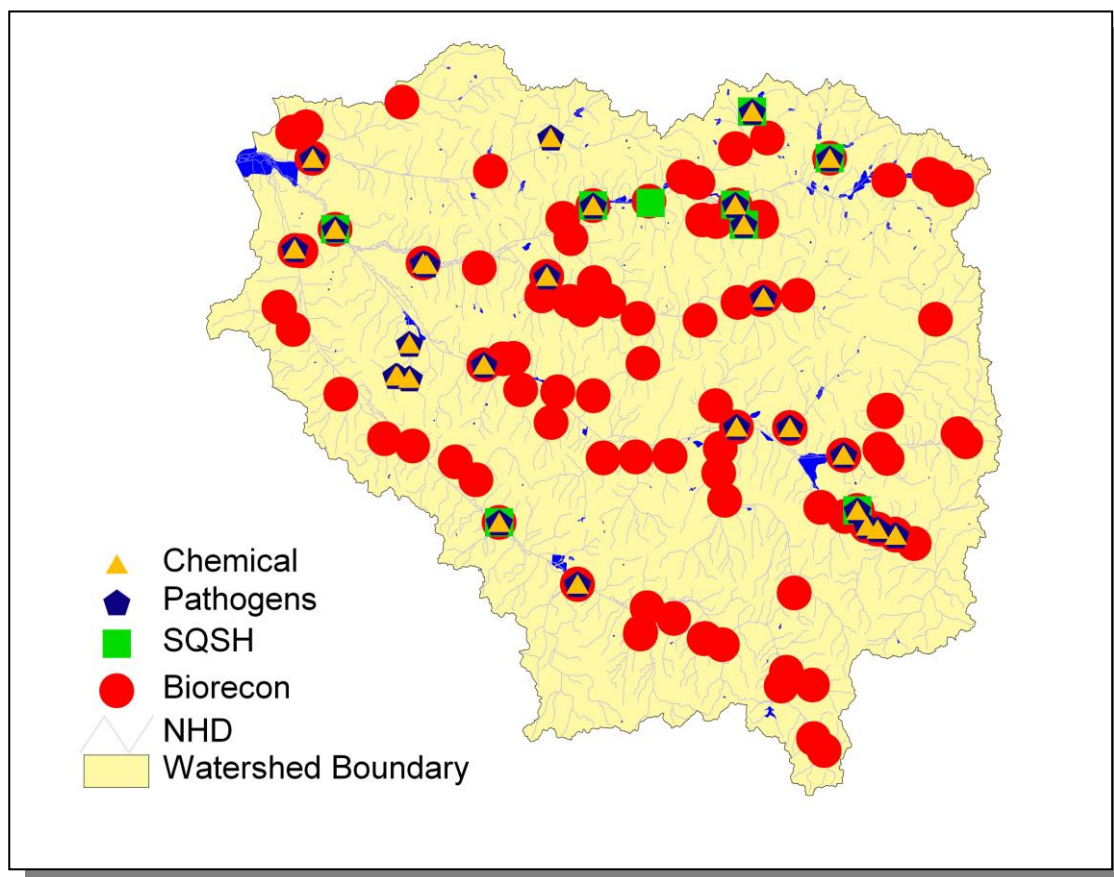 Chemical
Pathogens
SQSH
Biorecon
NHD
Watershed Boundary